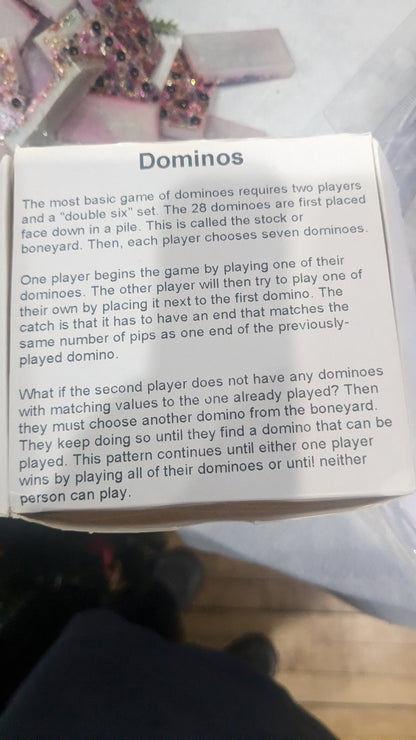 Dominos
The most basic game of dominoes requires two players
and a "double six" set. The 28 dominoes are first placed
face down in a pile. This is called the stock or
boneyard. Then, each player chooses seven dominoes.
One player begins the game by playing one of their
dominoes. The other player will then try to play one of
their own by placing it next to the first domino. The
catch is that it has to have an end that matches the
same number of pips as one end of the previously-
played domino.
What if the second player does not have any dominoes
with matching values to the one already played? Then
they must choose another domino from the boneyard.
They keep doing so until they find a domino that can be
played. This pattern continues until either one player
wins by playing all of their dominoes or until neither
person can play.